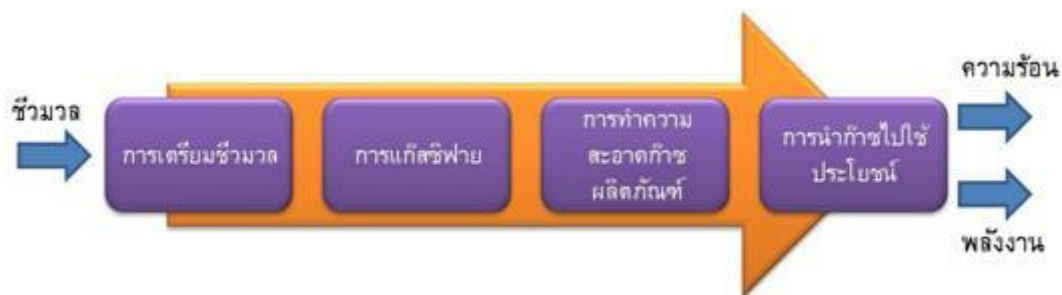 ชีวมวล
การเตรียมชีวมวล
การแก๊สซิฟาย
การทำความ
สะอาดก๊าซ
ผลิตภัณฑ์
การนำก๊าซไปใช้
ประโยชน์
ความร้อน
พลังงาน